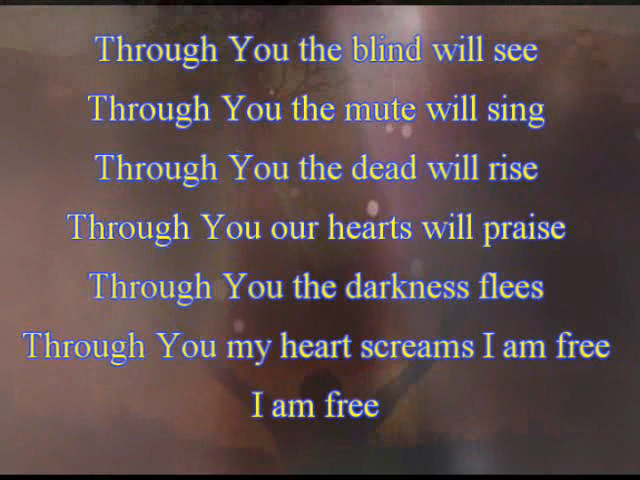 Through You the blind will see
Through You the mute will sing
Through You the dead will rise
Through You our hearts will praise
Through You the darkness flees
Through You my heart screams I am free
I am free